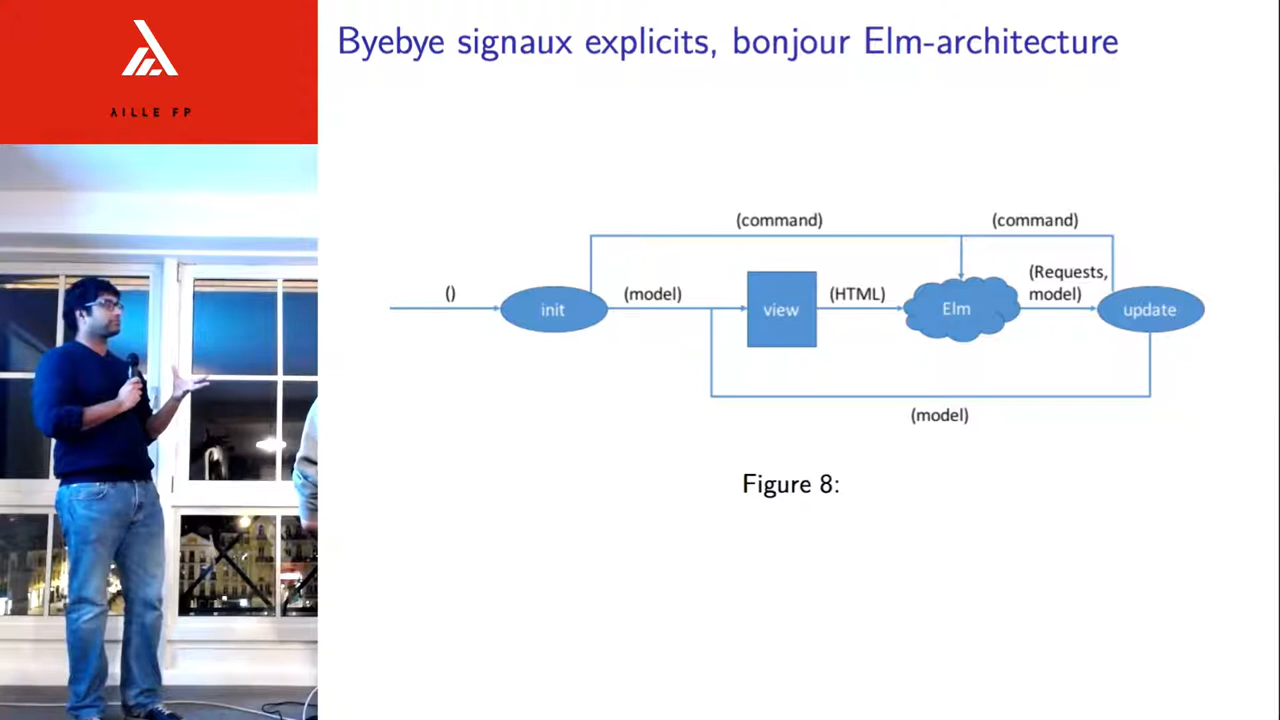 λILLE FP
Byebye signaux explicits, bonjour Elm-architecture
(command)
(command)
()
init
(model)
view
(HTML)
Elm
(Requests,
model)
update
(model)
Figure 8: